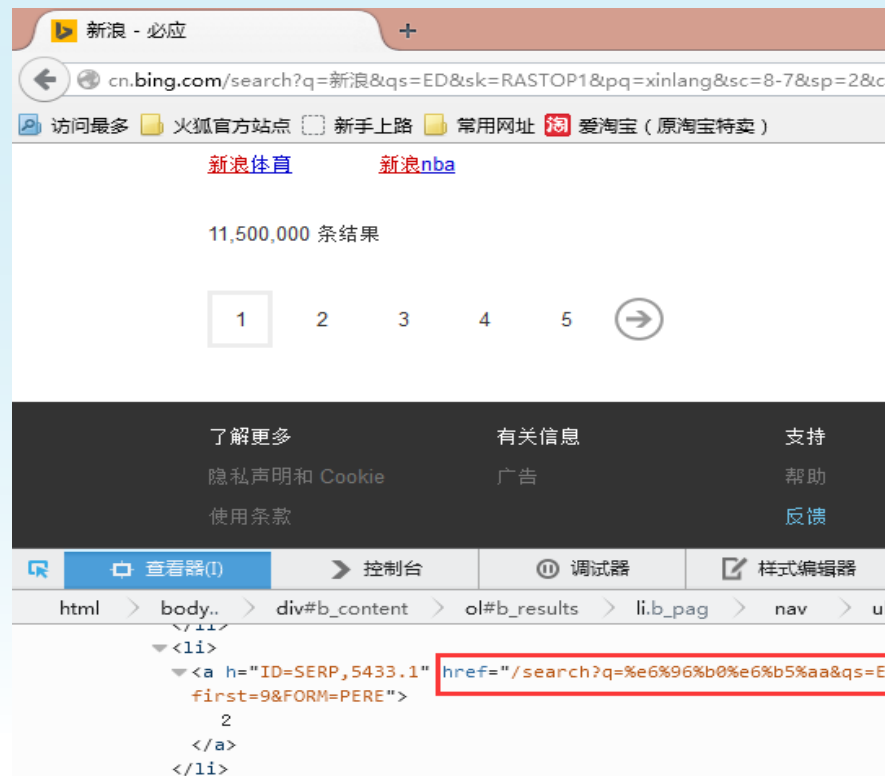 新浪 - 必应
cn.bing.com/search?q=新浪&qs=ED&sk=RASTOP1&pq=xinlang&sc=8-7&sp=2&c
访问最多 火狐官方站点 新手上路 常用网址 淘 爱淘宝（原淘宝特卖）
新浪体育 新浪nba
11,500,000 条结果
1 2 3 4 5
了解更多 有关信息 支持
隐私声明和 Cookie 广告 帮助
使用条款 反馈
查看器(I) 控制台 调试器 样式编辑器
html body.. div#b_content ol#b_results li.b_pag nav u
</li>
<li>
<a h="ID=SERP,5433.1" href="/search?q=%e6%96%b0%e6%b5%aa&qs=E
first=9&FORM=PERE">
2
</a>
</li>